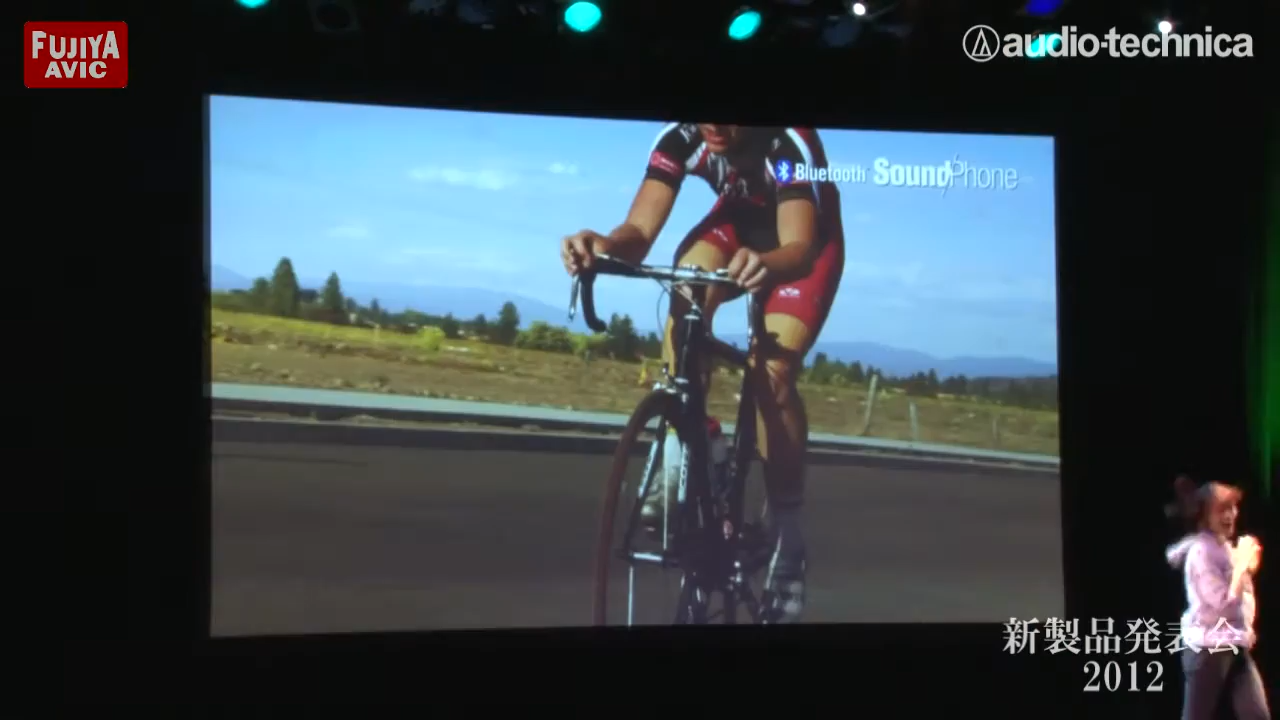 FUJIYA
AVIC
audio-technica
Bluetooth SoundPhone
新製品発表会
2012